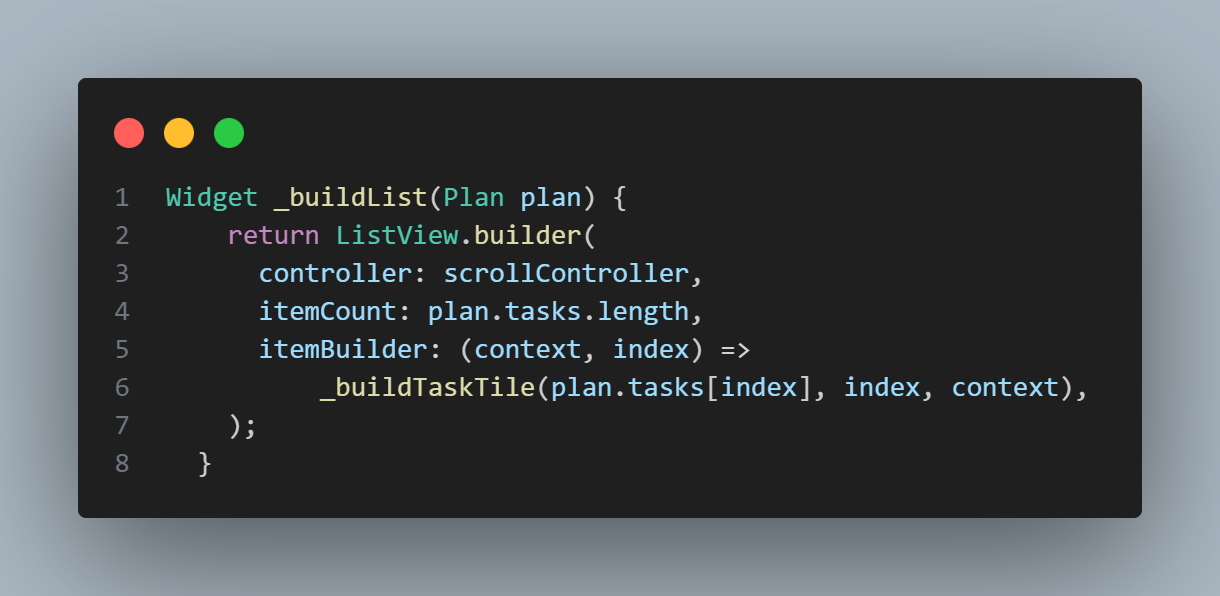 1 Widget _buildList(Plan plan) {
2     return ListView.builder(
3       controller: scrollController,
4       itemCount: plan.tasks.length,
5       itemBuilder: (context, index) =>
6           _buildTaskTile(plan.tasks[index], index, context),
7     );
8   }